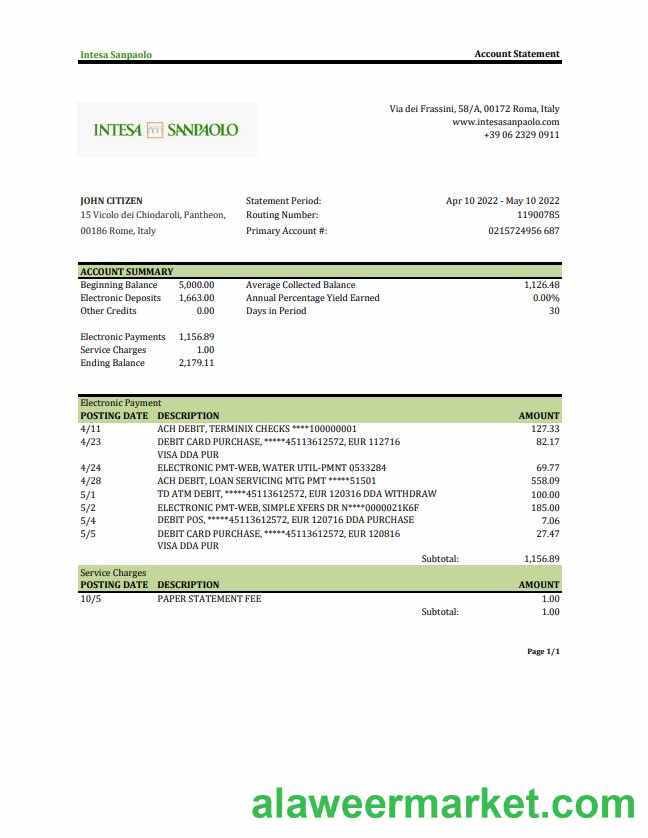 Intesa Sanpaolo Account Statement
INTESA SANPAOLO
Via dei Frassini, 58/A, 00172 Roma, Italy
www.intesasanpaolo.com
+39 06 2329 0911
JOHN CITIZEN Statement Period: Apr 10 2022 - May 10 2022
15 Vicolo dei Chiodaroli, Pantheon, Routing Number: 11900785
00186 Rome, Italy Primary Account #: 0215724956 687
ACCOUNT SUMMARY
Beginning Balance 5,000.00 Average Collected Balance 1,126.48
Electronic Deposits 1,663.00 Annual Percentage Yield Earned 0.00%
Other Credits 0.00 Days in Period 30
Electronic Payments 1,156.89
Service Charges 1.00
Ending Balance 2,179.11
Electronic Payment
POSTING DATE DESCRIPTION AMOUNT
4/11 ACH DEBIT, TERMINIX CHECKS ****100000001 127.33
4/23 DEBIT CARD PURCHASE, *****45113612572, EUR 112716 82.17
VISA DDA PUR
4/24 ELECTRONIC PMT-WEB, WATER UTIL-PMNT 0533284 69.77
4/28 ACH DEBIT, LOAN SERVICING MTG PMT *****51501 558.09
5/1 TD ATM DEBIT, *****45113612572, EUR 120316 DDA WITHDRAW 100.00
5/2 ELECTRONIC PMT-WEB, SIMPLE XFERS DR N****0000021K6F 185.00
5/4 DEBIT POS, *****45113612572, EUR 120716 DDA PURCHASE 7.06
5/5 DEBIT CARD PURCHASE, *****45113612572, EUR 120816 27.47
VISA DDA PUR
Subtotal: 1,156.89
Service Charges
POSTING DATE DESCRIPTION AMOUNT
10/5 PAPER STATEMENT FEE 1.00
Subtotal: 1.00
Page 1/1
alaweermarket.com